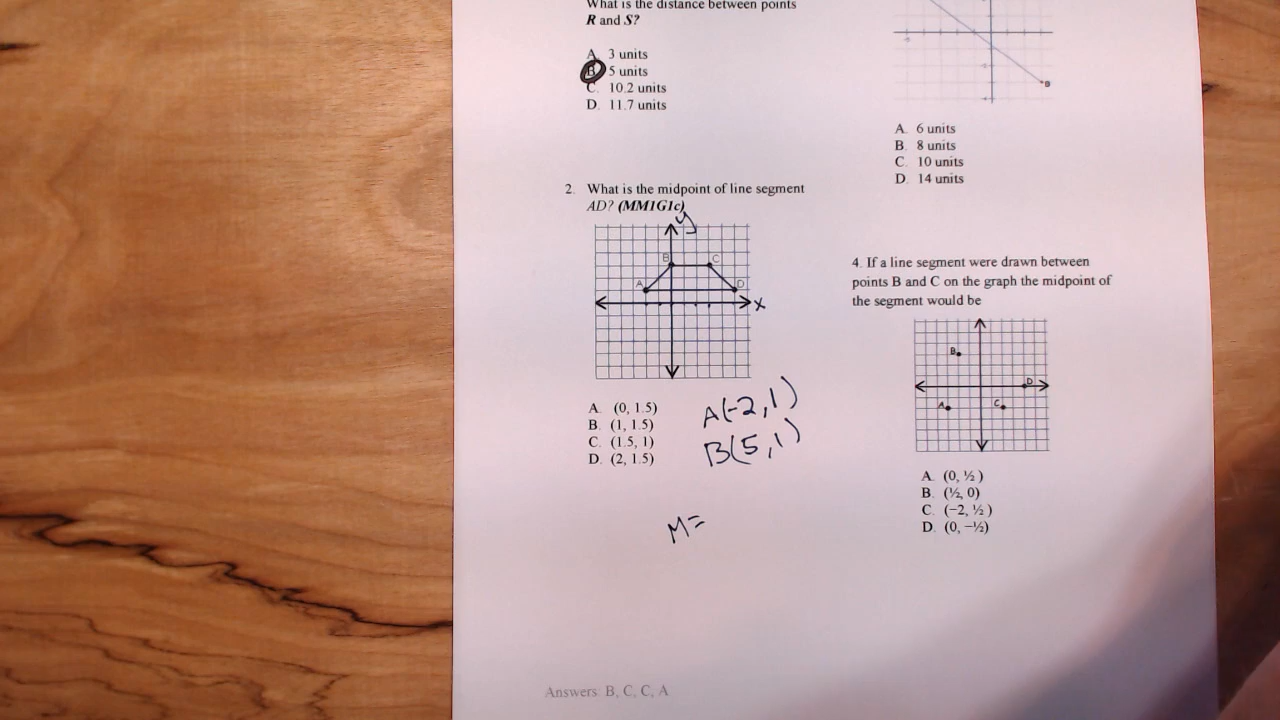 What is the distance between points
R and S?
A. 3 units
B. 5 units
C. 10.2 units
D. 11.7 units
2. What is the midpoint of line segment
AD? (MM1G1c)
y
B C
A D
x
A. (0, 1.5)
B. (1, 1.5)
C. (1.5, 1)
D. (2, 1.5)
A(-2, 1)
B(5, 1)
M=
D
A. 6 units
B. 8 units
C. 10 units
D. 14 units
4. If a line segment were drawn between
points B and C on the graph the midpoint of
the segment would be
B
D
A C
A. (0, ½ )
B. (½, 0)
C. (−2, ½ )
D. (0, −½)
Answers: B, C, C, A